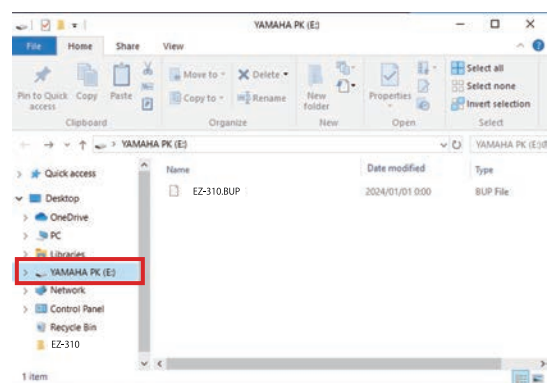 YAMAHA PK (E:)
File Home Share View
Pin to Quick access
Copy
Paste
Move to
Copy to
Delete
Rename
New folder
Properties
Select all
Select none
Invert selection
Clipboard Organize New Open Select
YAMAHA PK (E:)
YAMAHA PK (E:)
Name Date modified Type
EZ-310.BUP 2024/01/01 0:00 BUP File
Quick access
Desktop
OneDrive
PC
Libraries
YAMAHA PK (E:)
Network
Control Panel
Recycle Bin
EZ-310
1 item